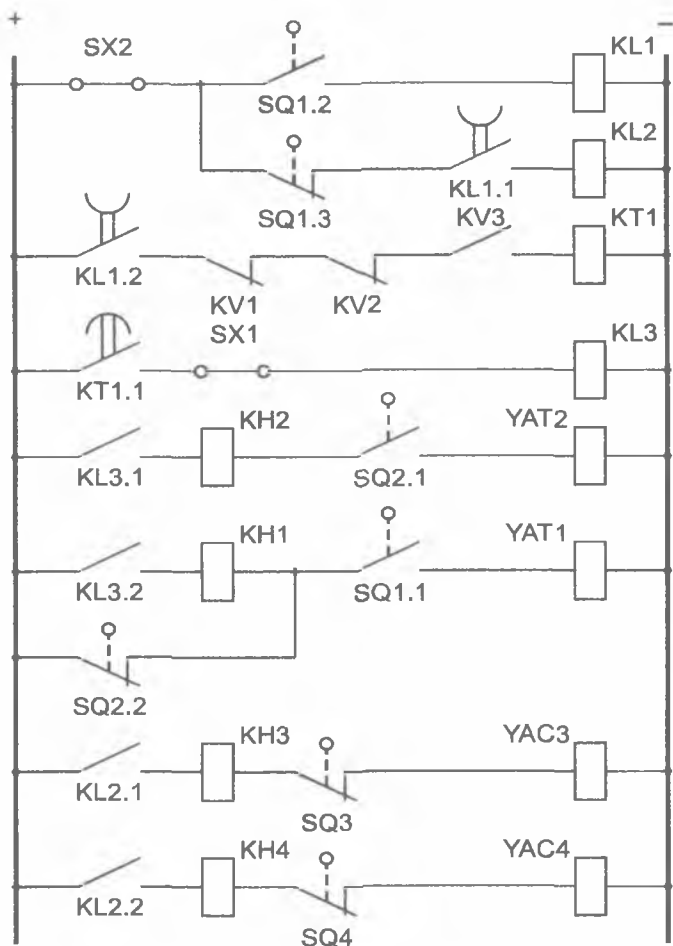 + –
SX2
KL1
SQ1.2
KL2
SQ1.3
KL1.1
KV3
KT1
KL1.2
KV1
KV2
SX1
KL3
KT1.1
KH2
YAT2
KL3.1
SQ2.1
KH1
YAT1
KL3.2
SQ1.1
SQ2.2
KH3
YAC3
KL2.1
SQ3
KH4
YAC4
KL2.2
SQ4